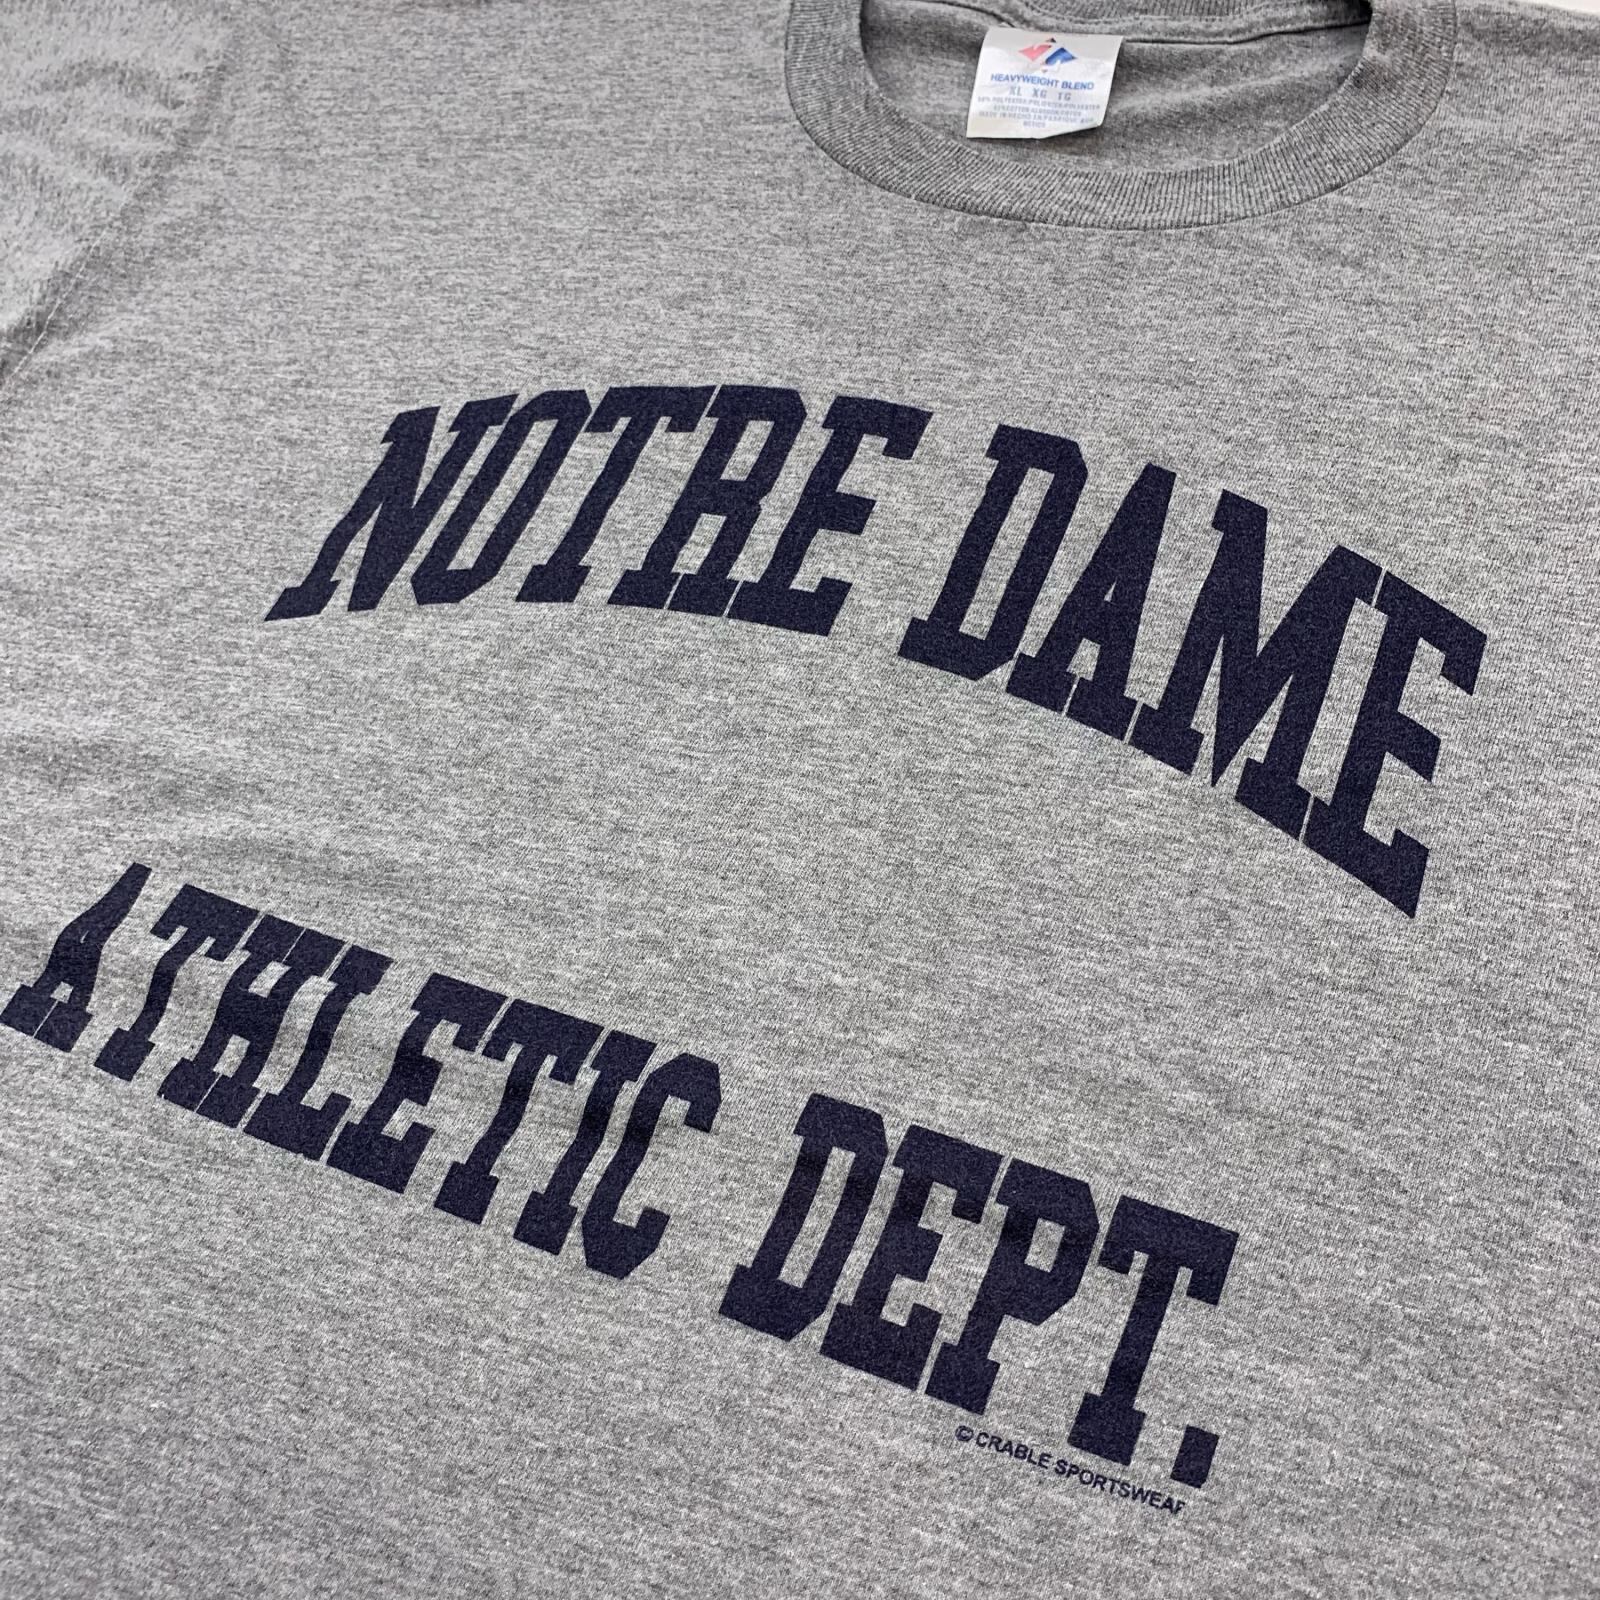 HEAVYWEIGHT BLEND
XL XG TG
NOTRE DAME
ATHLETIC DEPT.
© CRABLE SPORTSWEAR